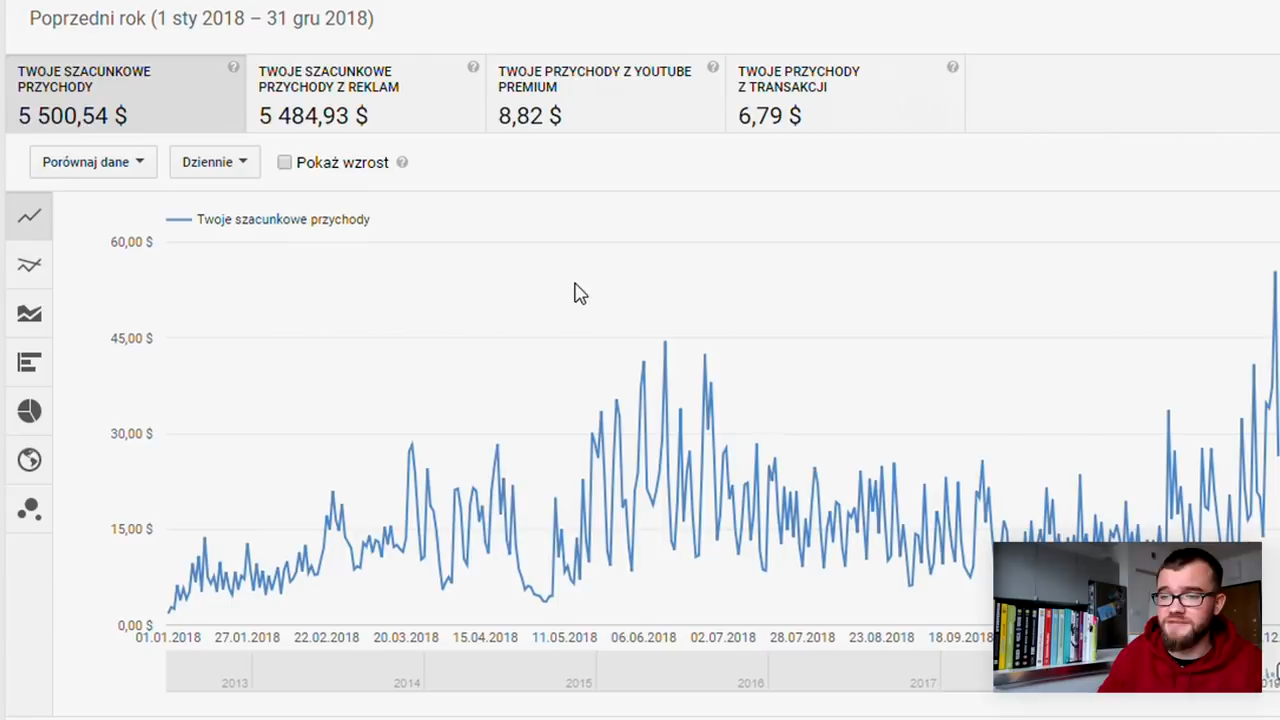 Poprzedni rok (1 sty 2018 – 31 gru 2018)
TWOJE SZACUNKOWE
PRZYCHODY
5 500,54 $
TWOJE SZACUNKOWE
PRZYCHODY Z REKLAM
5 484,93 $
TWOJE PRZYCHODY Z YOUTUBE
PREMIUM
8,82 $
TWOJE PRZYCHODY
Z TRANSAKCJI
6,79 $
Porównaj dane
Dziennie
Pokaż wzrost
Twoje szacunkowe przychody
60,00 $
45,00 $
30,00 $
15,00 $
0,00 $
01.01.2018 27.01.2018 22.02.2018 20.03.2018 15.04.2018 11.05.2018 06.06.2018 02.07.2018 28.07.2018 23.08.2018 18.09.2018
2013 2014 2015 2016 2017